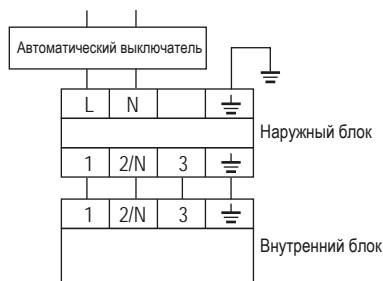 Автоматический выключатель
L N
Наружный блок
1 2/N 3
1 2/N 3
Внутренний блок